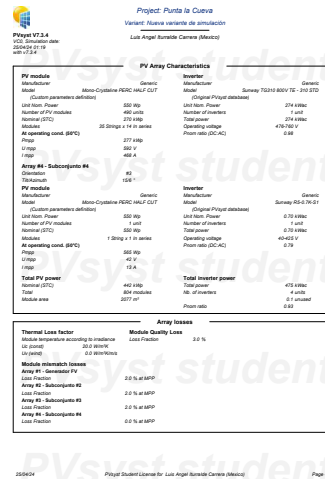 Project: Punta la Cueva
Variant: Nueva variante de simulación
PVsyst V7.3.4
VC0, Simulation date:
25/04/24 01:19
with v7.3.4
Luis Angel Iturralde Carrera (Mexico)
PV Array Characteristics
PV module Inverter
Manufacturer Generic Manufacturer Generic
Model Mono-Crystaline PERC HALF CUT Model Sunway TG310 800V TE - 310 STD
(Custom parameters definition) (Original PVsyst database)
Unit Nom. Power 550 Wp Unit Nom. Power 274 kWac
Number of PV modules 490 units Number of inverters 1 unit
Nominal (STC) 270 kWp Total power 274 kWac
Modules 35 Strings x 14 In series Operating voltage 476-760 V
At operating cond. (50°C) Pnom ratio (DC:AC) 0.98
Pmpp 277 kWp
U mpp 592 V
I mpp 468 A
Array #4 - Subconjunto #4
Orientation #3
Tilt/Azimuth 15/6 °
PV module Inverter
Manufacturer Generic Manufacturer Generic
Model Mono-Crystaline PERC HALF CUT Model Sunway RS-0.7K-S1
(Custom parameters definition) (Original PVsyst database)
Unit Nom. Power 550 Wp Unit Nom. Power 0.70 kWac
Number of PV modules 1 unit Number of inverters 1 unit
Nominal (STC) 550 Wp Total power 0.70 kWac
Modules 1 String x 1 In series Operating voltage 40-425 V
At operating cond. (50°C) Pnom ratio (DC:AC) 0.79
Pmpp 565 Wp
U mpp 42 V
I mpp 13 A
Total PV power Total inverter power
Nominal (STC) 442 kWp Total power 475 kWac
Total 804 modules Nb. of inverters 4 units
Module area 2077 m² 0.1 unused
Pnom ratio 0.93
Array losses
Thermal Loss factor Module Quality Loss
Module temperature according to irradiance Loss Fraction 3.0 %
Uc (const) 20.0 W/m²K
Uv (wind) 0.0 W/m²K/m/s
Module mismatch losses
Array #1 - Generador FV
Loss Fraction 2.0 % at MPP
Array #2 - Subconjunto #2
Loss Fraction 2.0 % at MPP
Array #3 - Subconjunto #3
Loss Fraction 2.0 % at MPP
Array #4 - Subconjunto #4
Loss Fraction 0.0 % at MPP
25/04/24 PVsyst Student License for Luis Angel Iturralde Carrera (Mexico) Page